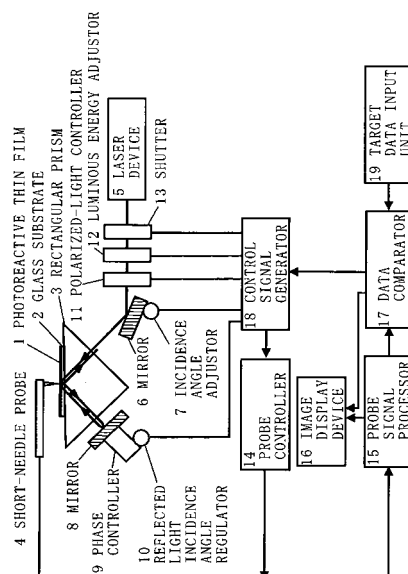 4 SHORT-NEEDLE PROBE
1 PHOTOREACTIVE THIN FILM
2 GLASS SUBSTRATE
3 RECTANGULAR PRISM
11 POLARIZED-LIGHT CONTROLLER
12 LUMINOUS ENERGY ADJUSTOR
5 LASER
DEVICE
13 SHUTTER
8 MIRROR
9 PHASE
CONTROLLER
10
REFLECTED
LIGHT
INCIDENCE
ANGLE
REGULATOR
6 MIRROR
7 INCIDENCE
ANGLE
ADJUSTOR
14
PROBE
CONTROLLER
18 CONTROL
SIGNAL
GENERATOR
16 IMAGE
DISPLAY
DEVICE
15 PROBE
SIGNAL
PROCESSOR
17 DATA
COMPARATOR
19 TARGET
DATA INPUT
UNIT